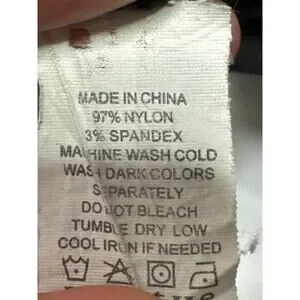 MADE IN CHINA
97% NYLON
3% SPANDEX
MACHINE WASH COLD
WASH DARK COLORS
SEPARATELY
DO NOT BLEACH
TUMBLE DRY LOW
COOL IRON IF NEEDED